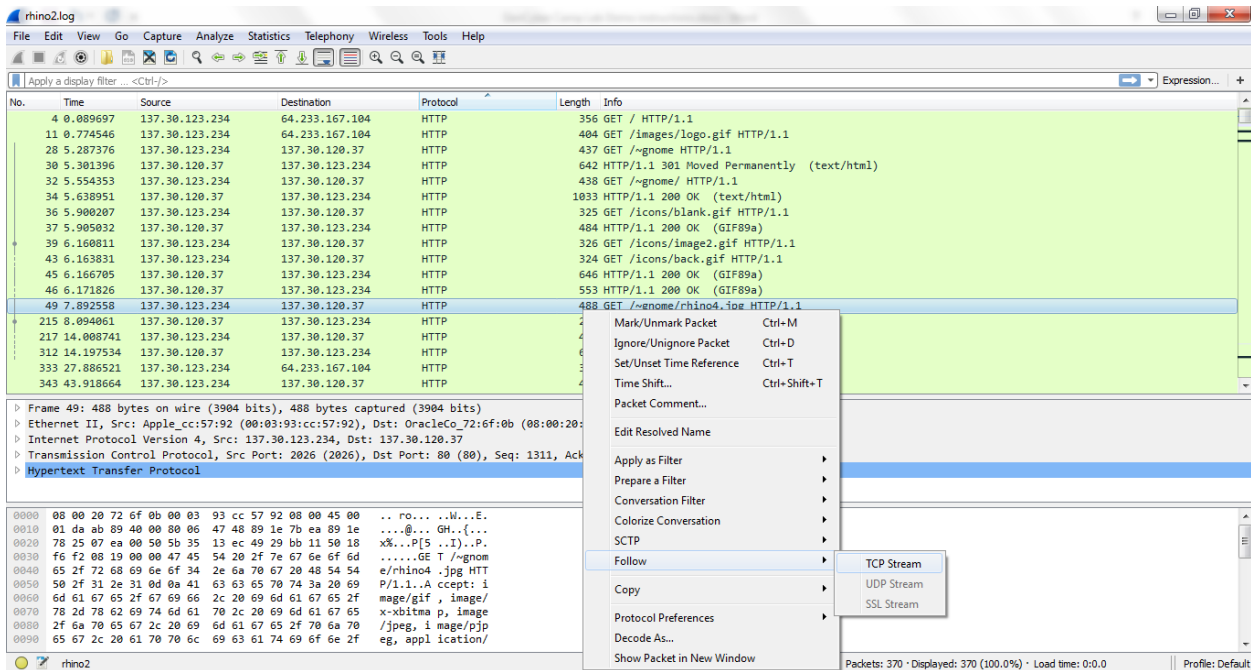 rhino2.log
File Edit View Go Capture Analyze Statistics Telephony Wireless Tools Help
Apply a display filter ... <Ctrl-/> Expression... +
No. Time Source Destination Protocol Length Info
4 0.089697 137.30.123.234 64.233.167.104 HTTP 356 GET / HTTP/1.1
11 0.774546 137.30.123.234 64.233.167.104 HTTP 404 GET /images/logo.gif HTTP/1.1
28 5.287376 137.30.123.234 137.30.120.37 HTTP 437 GET /~gnome HTTP/1.1
30 5.301396 137.30.120.37 137.30.123.234 HTTP 642 HTTP/1.1 301 Moved Permanently (text/html)
32 5.554353 137.30.123.234 137.30.120.37 HTTP 438 GET /~gnome/ HTTP/1.1
34 5.638951 137.30.120.37 137.30.123.234 HTTP 1033 HTTP/1.1 200 OK (text/html)
36 5.900207 137.30.123.234 137.30.120.37 HTTP 325 GET /icons/blank.gif HTTP/1.1
37 5.905032 137.30.120.37 137.30.123.234 HTTP 484 HTTP/1.1 200 OK (GIF89a)
39 6.160811 137.30.123.234 137.30.120.37 HTTP 326 GET /icons/image2.gif HTTP/1.1
43 6.163831 137.30.123.234 137.30.120.37 HTTP 324 GET /icons/back.gif HTTP/1.1
45 6.166705 137.30.120.37 137.30.123.234 HTTP 646 HTTP/1.1 200 OK (GIF89a)
46 6.171826 137.30.120.37 137.30.123.234 HTTP 553 HTTP/1.1 200 OK (GIF89a)
49 7.892558 137.30.123.234 137.30.120.37 HTTP 488 GET /~gnome/rhino4.jpg HTTP/1.1
215 8.094061 137.30.120.37 137.30.123.234 HTTP
217 14.008741 137.30.123.234 137.30.120.37 HTTP
312 14.197534 137.30.120.37 137.30.123.234 HTTP
333 27.886521 137.30.123.234 64.233.167.104 HTTP
343 43.918664 137.30.123.234 137.30.120.37 HTTP
Mark/Unmark Packet Ctrl+M
Ignore/Unignore Packet Ctrl+D
Set/Unset Time Reference Ctrl+T
Time Shift... Ctrl+Shift+T
Packet Comment...
Edit Resolved Name
Apply as Filter
Prepare a Filter
Conversation Filter
Colorize Conversation
SCTP
Follow
TCP Stream
UDP Stream
SSL Stream
Copy
Protocol Preferences
Decode As...
Show Packet in New Window
Frame 49: 488 bytes on wire (3904 bits), 488 bytes captured (3904 bits)
Ethernet II, Src: Apple_cc:57:92 (00:03:93:cc:57:92), Dst: OracleCo_72:6f:0b (08:00:20:
Internet Protocol Version 4, Src: 137.30.123.234, Dst: 137.30.120.37
Transmission Control Protocol, Src Port: 2026 (2026), Dst Port: 80 (80), Seq: 1311, Ack
Hypertext Transfer Protocol
0000 08 00 20 72 6f 0b 00 03 93 cc 57 92 08 00 45 00 .. ro... ..W...E.
0010 01 da ab 89 40 00 80 06 47 48 89 1e 7b ea 89 1e ....@... GH..{...
0020 78 25 07 ea 00 50 5b 35 13 ec 49 29 bb 11 50 18 x%...P[5 ..I)..P.
0030 f6 f2 08 19 00 00 47 45 54 20 2f 7e 67 6e 6f 6d ......GE T /~gnom
0040 65 2f 72 68 69 6e 6f 34 2e 6a 70 67 20 48 54 54 e/rhino4 .jpg HTT
0050 50 2f 31 2e 31 0d 0a 41 63 63 65 70 74 3a 20 69 P/1.1..A ccept: i
0060 6d 61 67 65 2f 67 69 66 2c 20 69 6d 61 67 65 2f mage/gif , image/
0070 78 2d 78 62 69 74 6d 61 70 2c 20 69 6d 61 67 65 x-xbitma p, image
0080 2f 6a 70 65 67 2c 20 69 6d 61 67 65 2f 70 6a 70 /jpeg, i mage/pjp
0090 65 67 2c 20 61 70 70 6c 69 63 61 74 69 6f 6e 2f eg, appl ication/
rhino2 Packets: 370 · Displayed: 370 (100.0%) · Load time: 0:0.0 Profile: Default